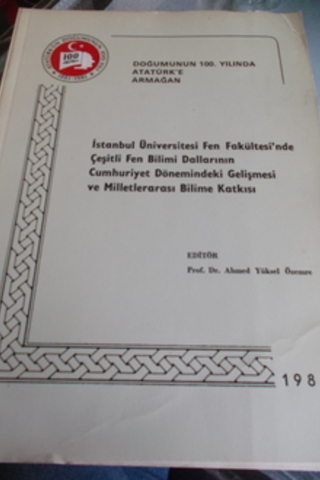 DOĞUMUNUN 100. YILINDA
ATATÜRK'E
ARMAĞAN
100
İstanbul Üniversitesi Fen Fakültesi'nde
Çeşitli Fen Bilimi Dallarının
Cumhuriyet Dönemindeki Gelişmesi
ve Milletlerarası Bilime Katkısı
EDİTÖR
Prof. Dr. Ahmed Yüksel Özemre
198